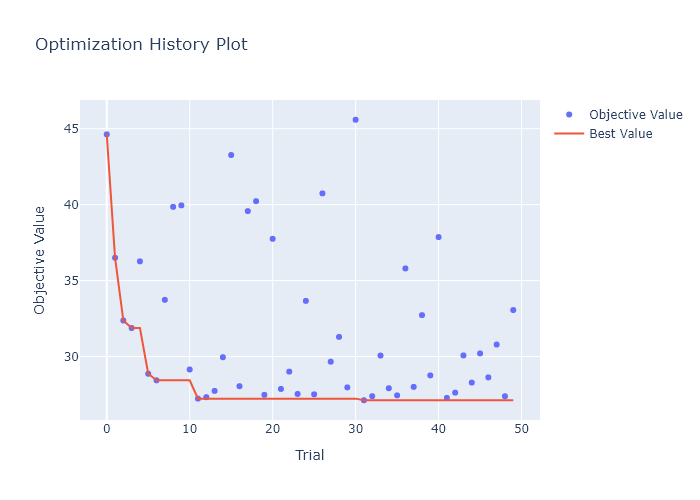 Optimization History Plot
Objective Value
Best Value
45
40
35
30
Objective Value
0 10 20 30 40 50
Trial